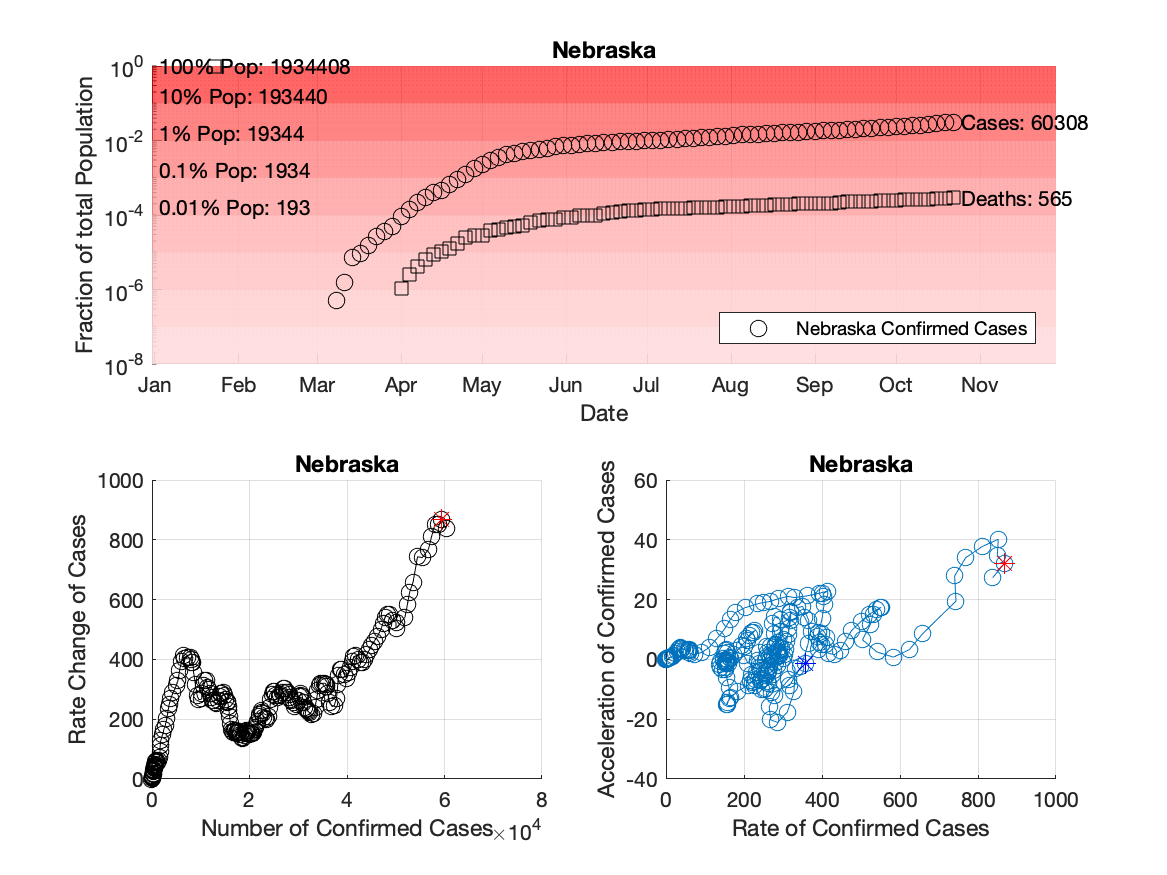 Nebraska
Fraction of total Population
10^0
10^-2
10^-4
10^-6
10^-8
100% Pop: 1934408
10% Pop: 193440
1% Pop: 19344
0.1% Pop: 1934
0.01% Pop: 193
Cases: 60308
Deaths: 565
Nebraska Confirmed Cases
Jan Feb Mar Apr May Jun Jul Aug Sep Oct Nov
Date
Nebraska
Rate Change of Cases
1000
800
600
400
200
0
0 2 4 6 8
Number of Confirmed Cases ×10^4
Nebraska
Acceleration of Confirmed Cases
60
40
20
0
-20
-40
0 200 400 600 800 1000
Rate of Confirmed Cases